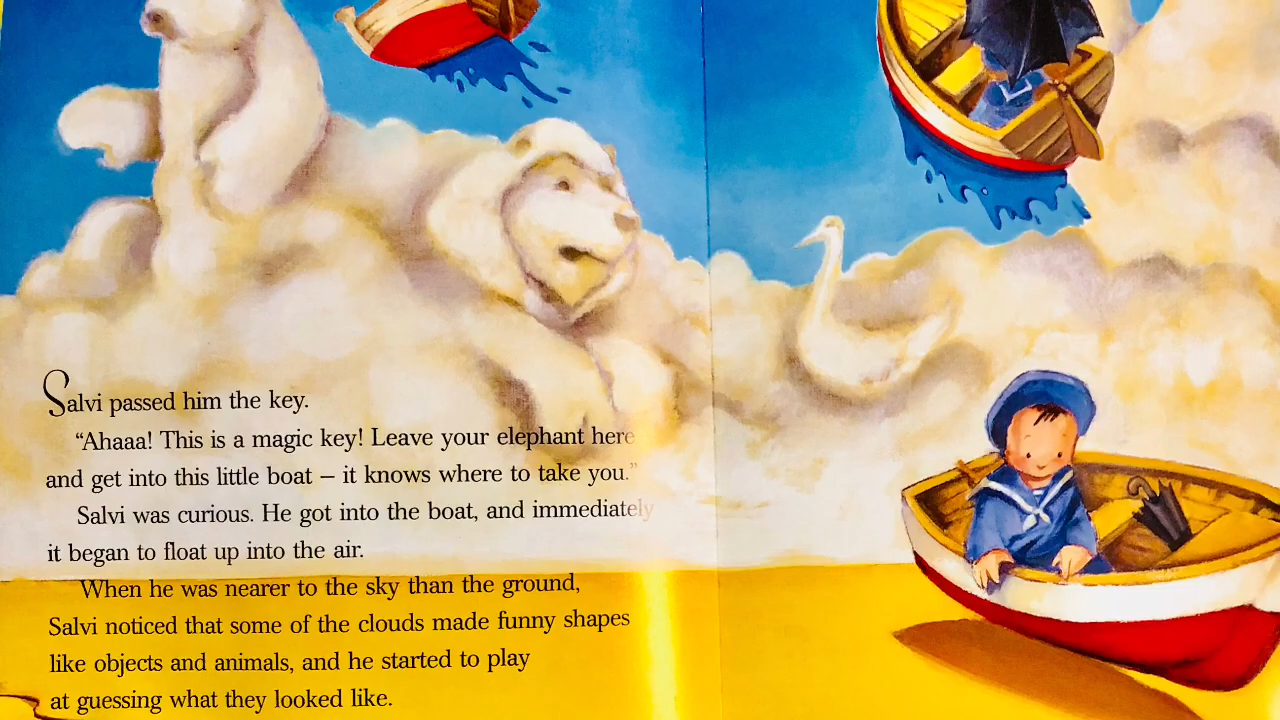 Salvi passed him the key.
“Ahaaa! This is a magic key! Leave your elephant here
and get into this little boat – it knows where to take you.”
Salvi was curious. He got into the boat, and immediately
it began to float up into the air.
When he was nearer to the sky than the ground,
Salvi noticed that some of the clouds made funny shapes
like objects and animals, and he started to play
at guessing what they looked like.